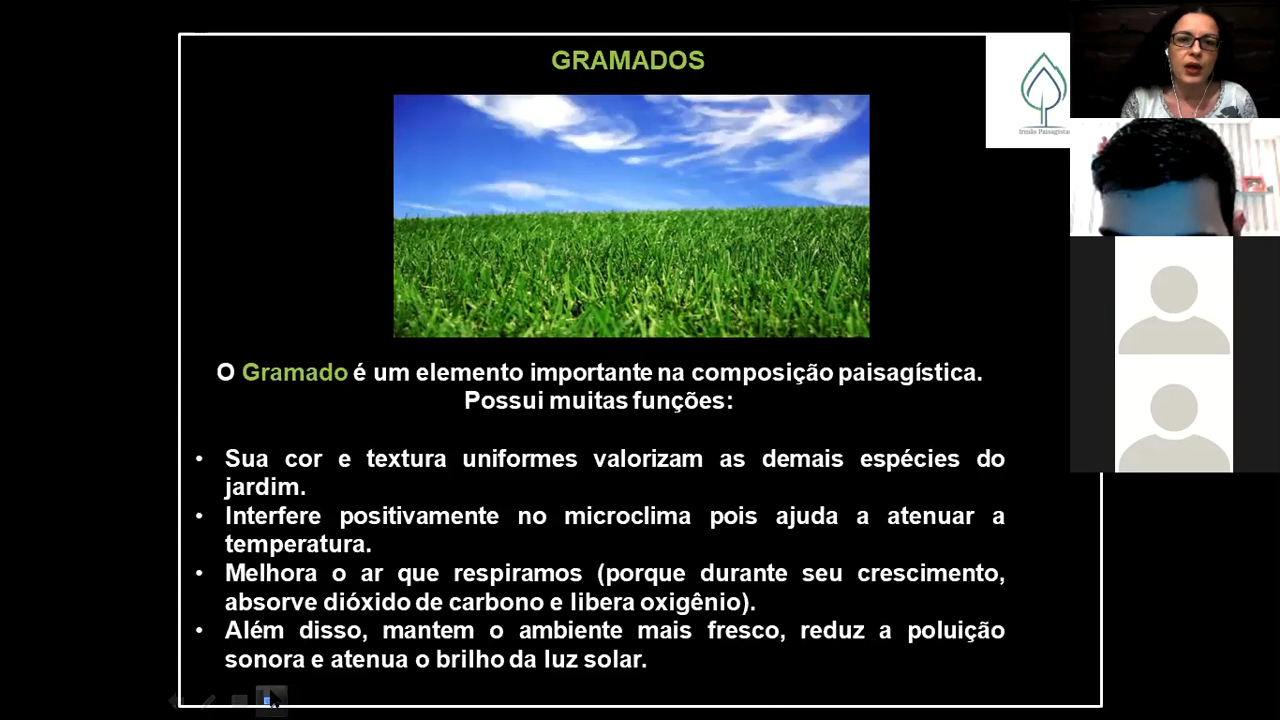 GRAMADOS
Irmãs Paisagistas
O Gramado é um elemento importante na composição paisagística.
Possui muitas funções:
• Sua cor e textura uniformes valorizam as demais espécies do
jardim.
• Interfere positivamente no microclima pois ajuda a atenuar a
temperatura.
• Melhora o ar que respiramos (porque durante seu crescimento,
absorve dióxido de carbono e libera oxigênio).
• Além disso, mantem o ambiente mais fresco, reduz a poluição
sonora e atenua o brilho da luz solar.